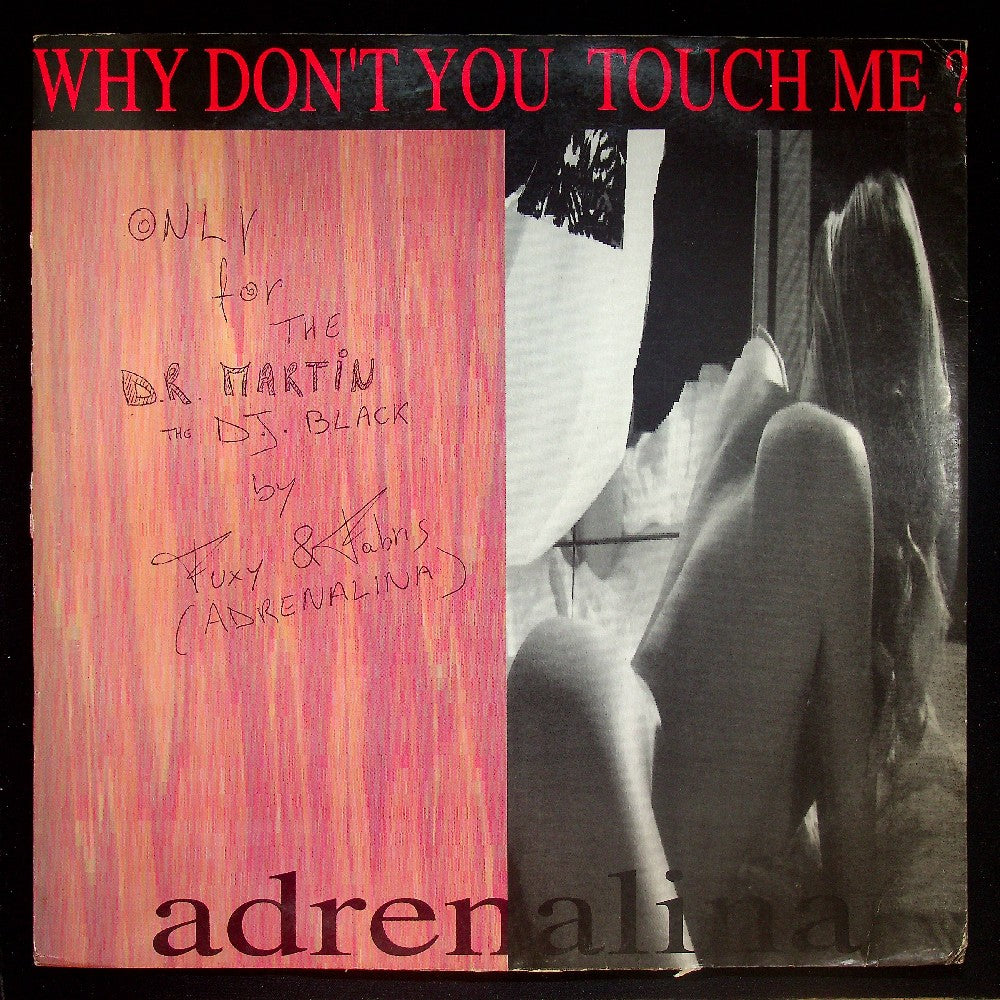 WHY DON'T YOU TOUCH ME ?
ONLY
for
THE
D.R. MARTIN
THE D.J. BLACK
by
Fuxy & Fabris
(ADRENALINA)
adrenalina